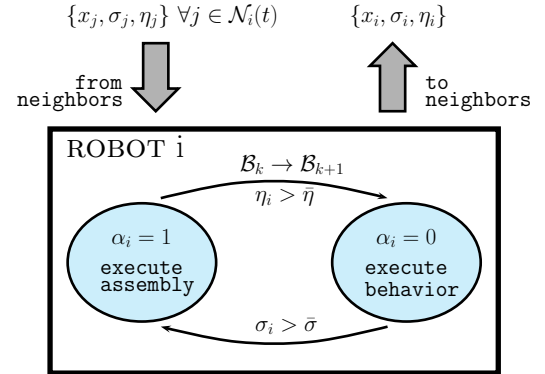 {x_j, σ_j, η_j} ∀j ∈ 𝒩_i(t)
{x_i, σ_i, η_i}
from
neighbors
to
neighbors
ROBOT i
ℬ_k → ℬ_{k+1}
η_i > η̄
α_i = 1
execute
assembly
α_i = 0
execute
behavior
σ_i > σ̄